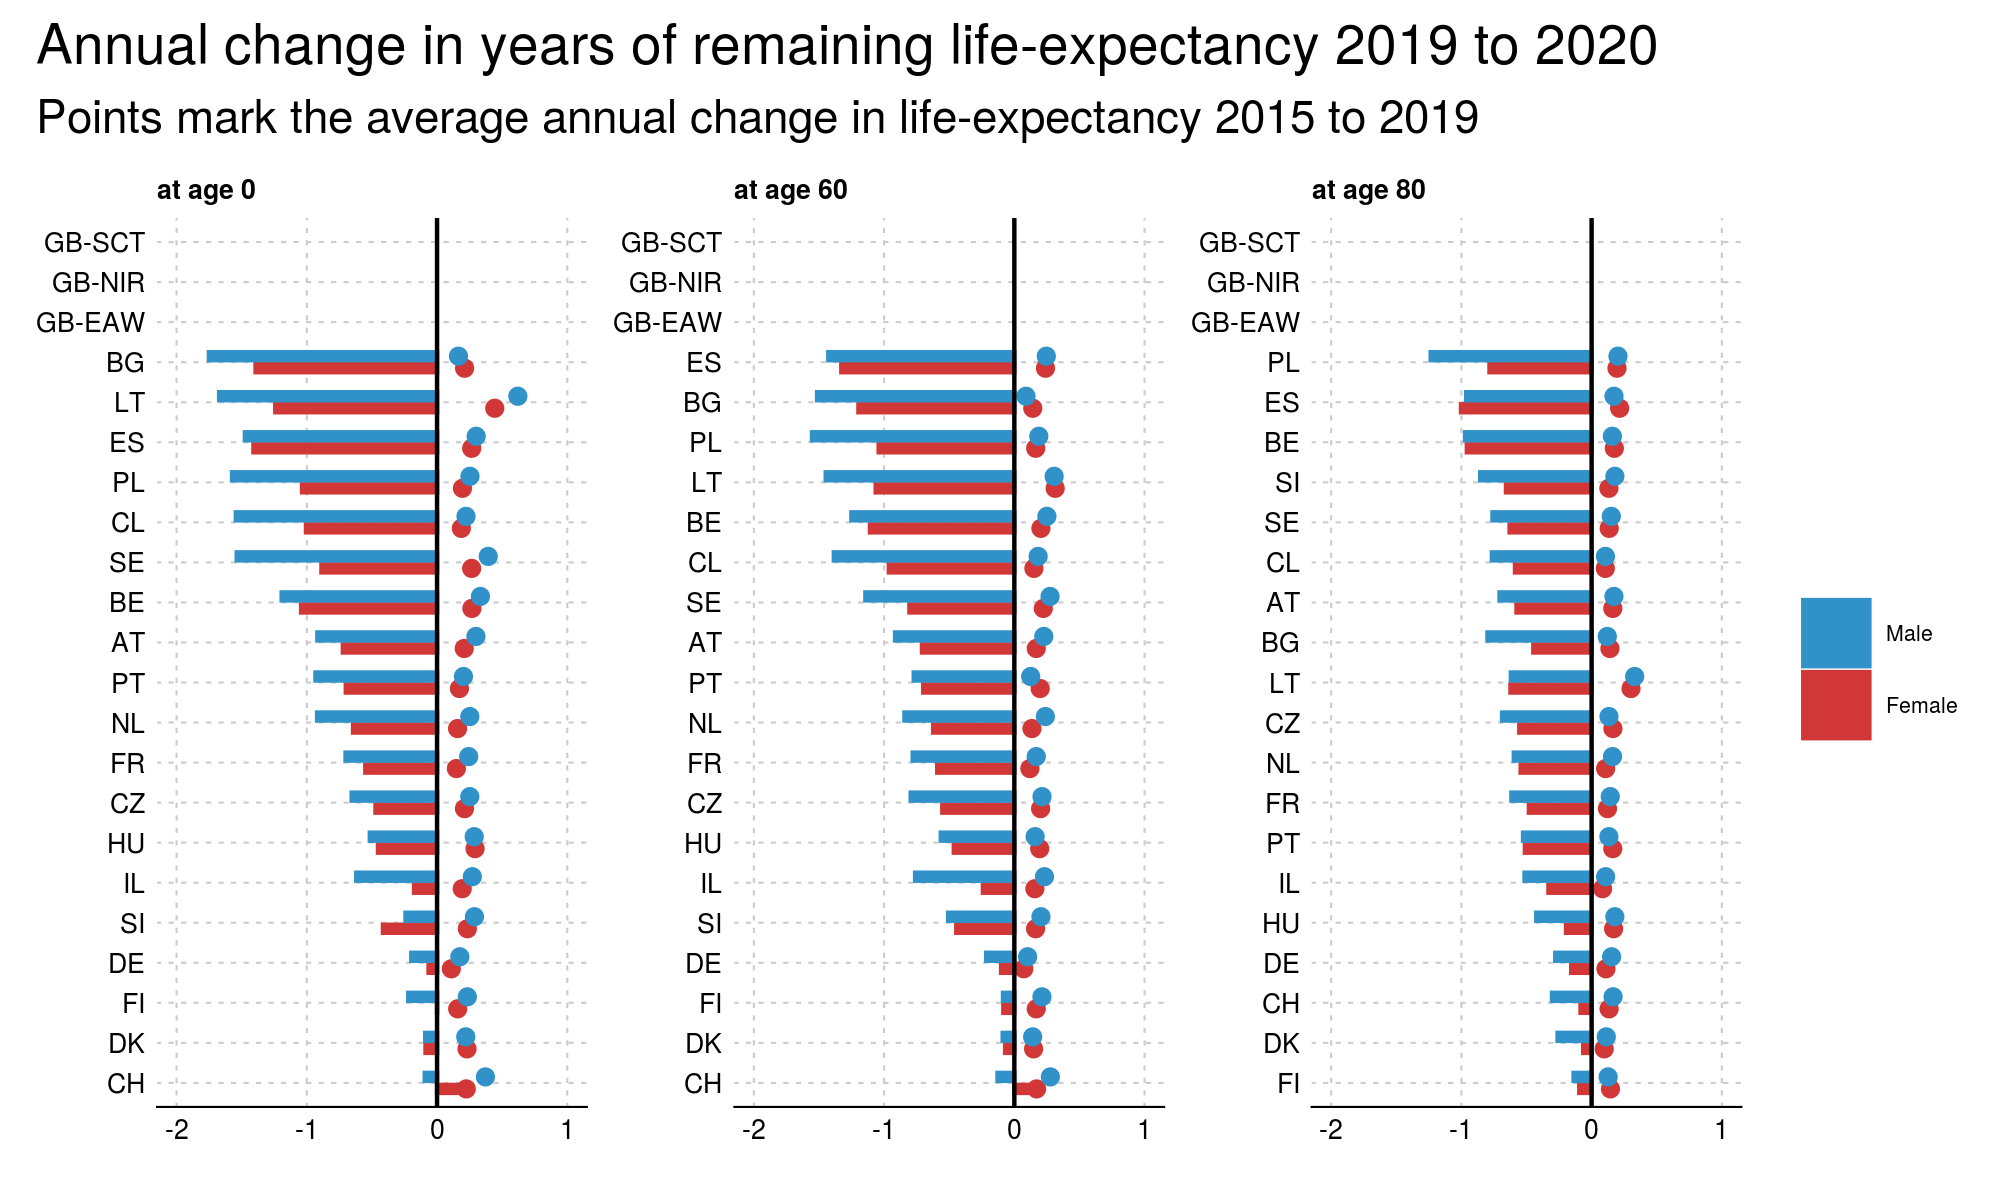 Annual change in years of remaining life-expectancy 2019 to 2020
Points mark the average annual change in life-expectancy 2015 to 2019
at age 0
GB-SCT
GB-NIR
GB-EAW
BG
LT
ES
PL
CL
SE
BE
AT
PT
NL
FR
CZ
HU
IL
SI
DE
FI
DK
CH
-2 -1 0 1
at age 60
GB-SCT
GB-NIR
GB-EAW
ES
BG
PL
LT
BE
CL
SE
AT
PT
NL
FR
CZ
HU
IL
SI
DE
FI
DK
CH
-2 -1 0 1
at age 80
GB-SCT
GB-NIR
GB-EAW
PL
ES
BE
SI
SE
CL
AT
BG
LT
CZ
NL
FR
PT
IL
HU
DE
CH
DK
FI
-2 -1 0 1
Male
Female